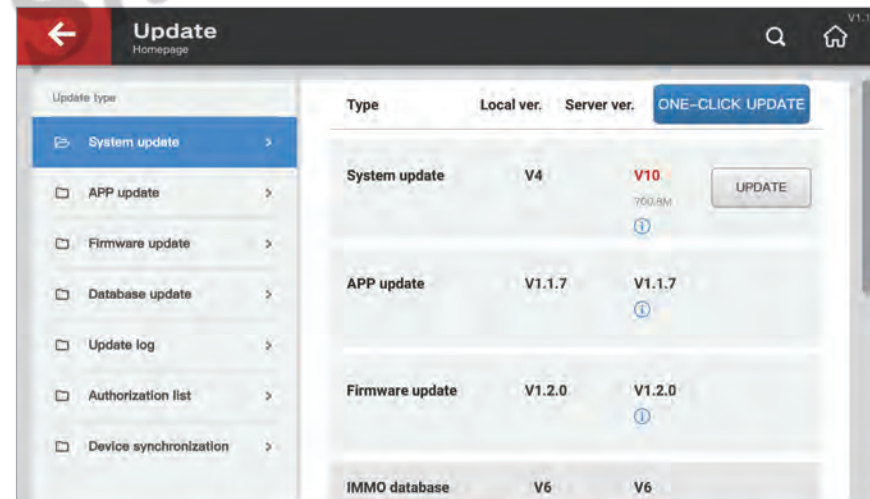 Update
Homepage
V1.1
Update type
System update
APP update
Firmware update
Database update
Update log
Authorization list
Device synchronization
Type Local ver. Server ver. ONE-CLICK UPDATE
System update V4 V10 UPDATE
700.8M
APP update V1.1.7 V1.1.7
Firmware update V1.2.0 V1.2.0
IMMO database V6 V6